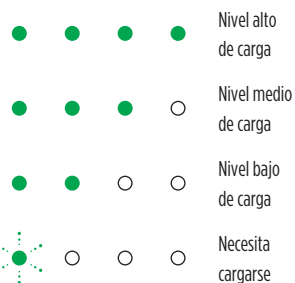 Nivel alto
de carga
Nivel medio
de carga
Nivel bajo
de carga
Necesita
cargarse